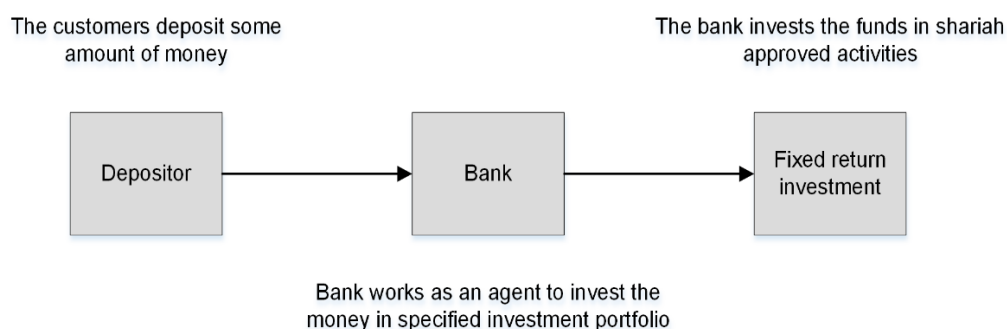 The customers deposit some
amount of money
The bank invests the funds in shariah
approved activities
Depositor
Bank
Fixed return
investment
Bank works as an agent to invest the
money in specified investment portfolio